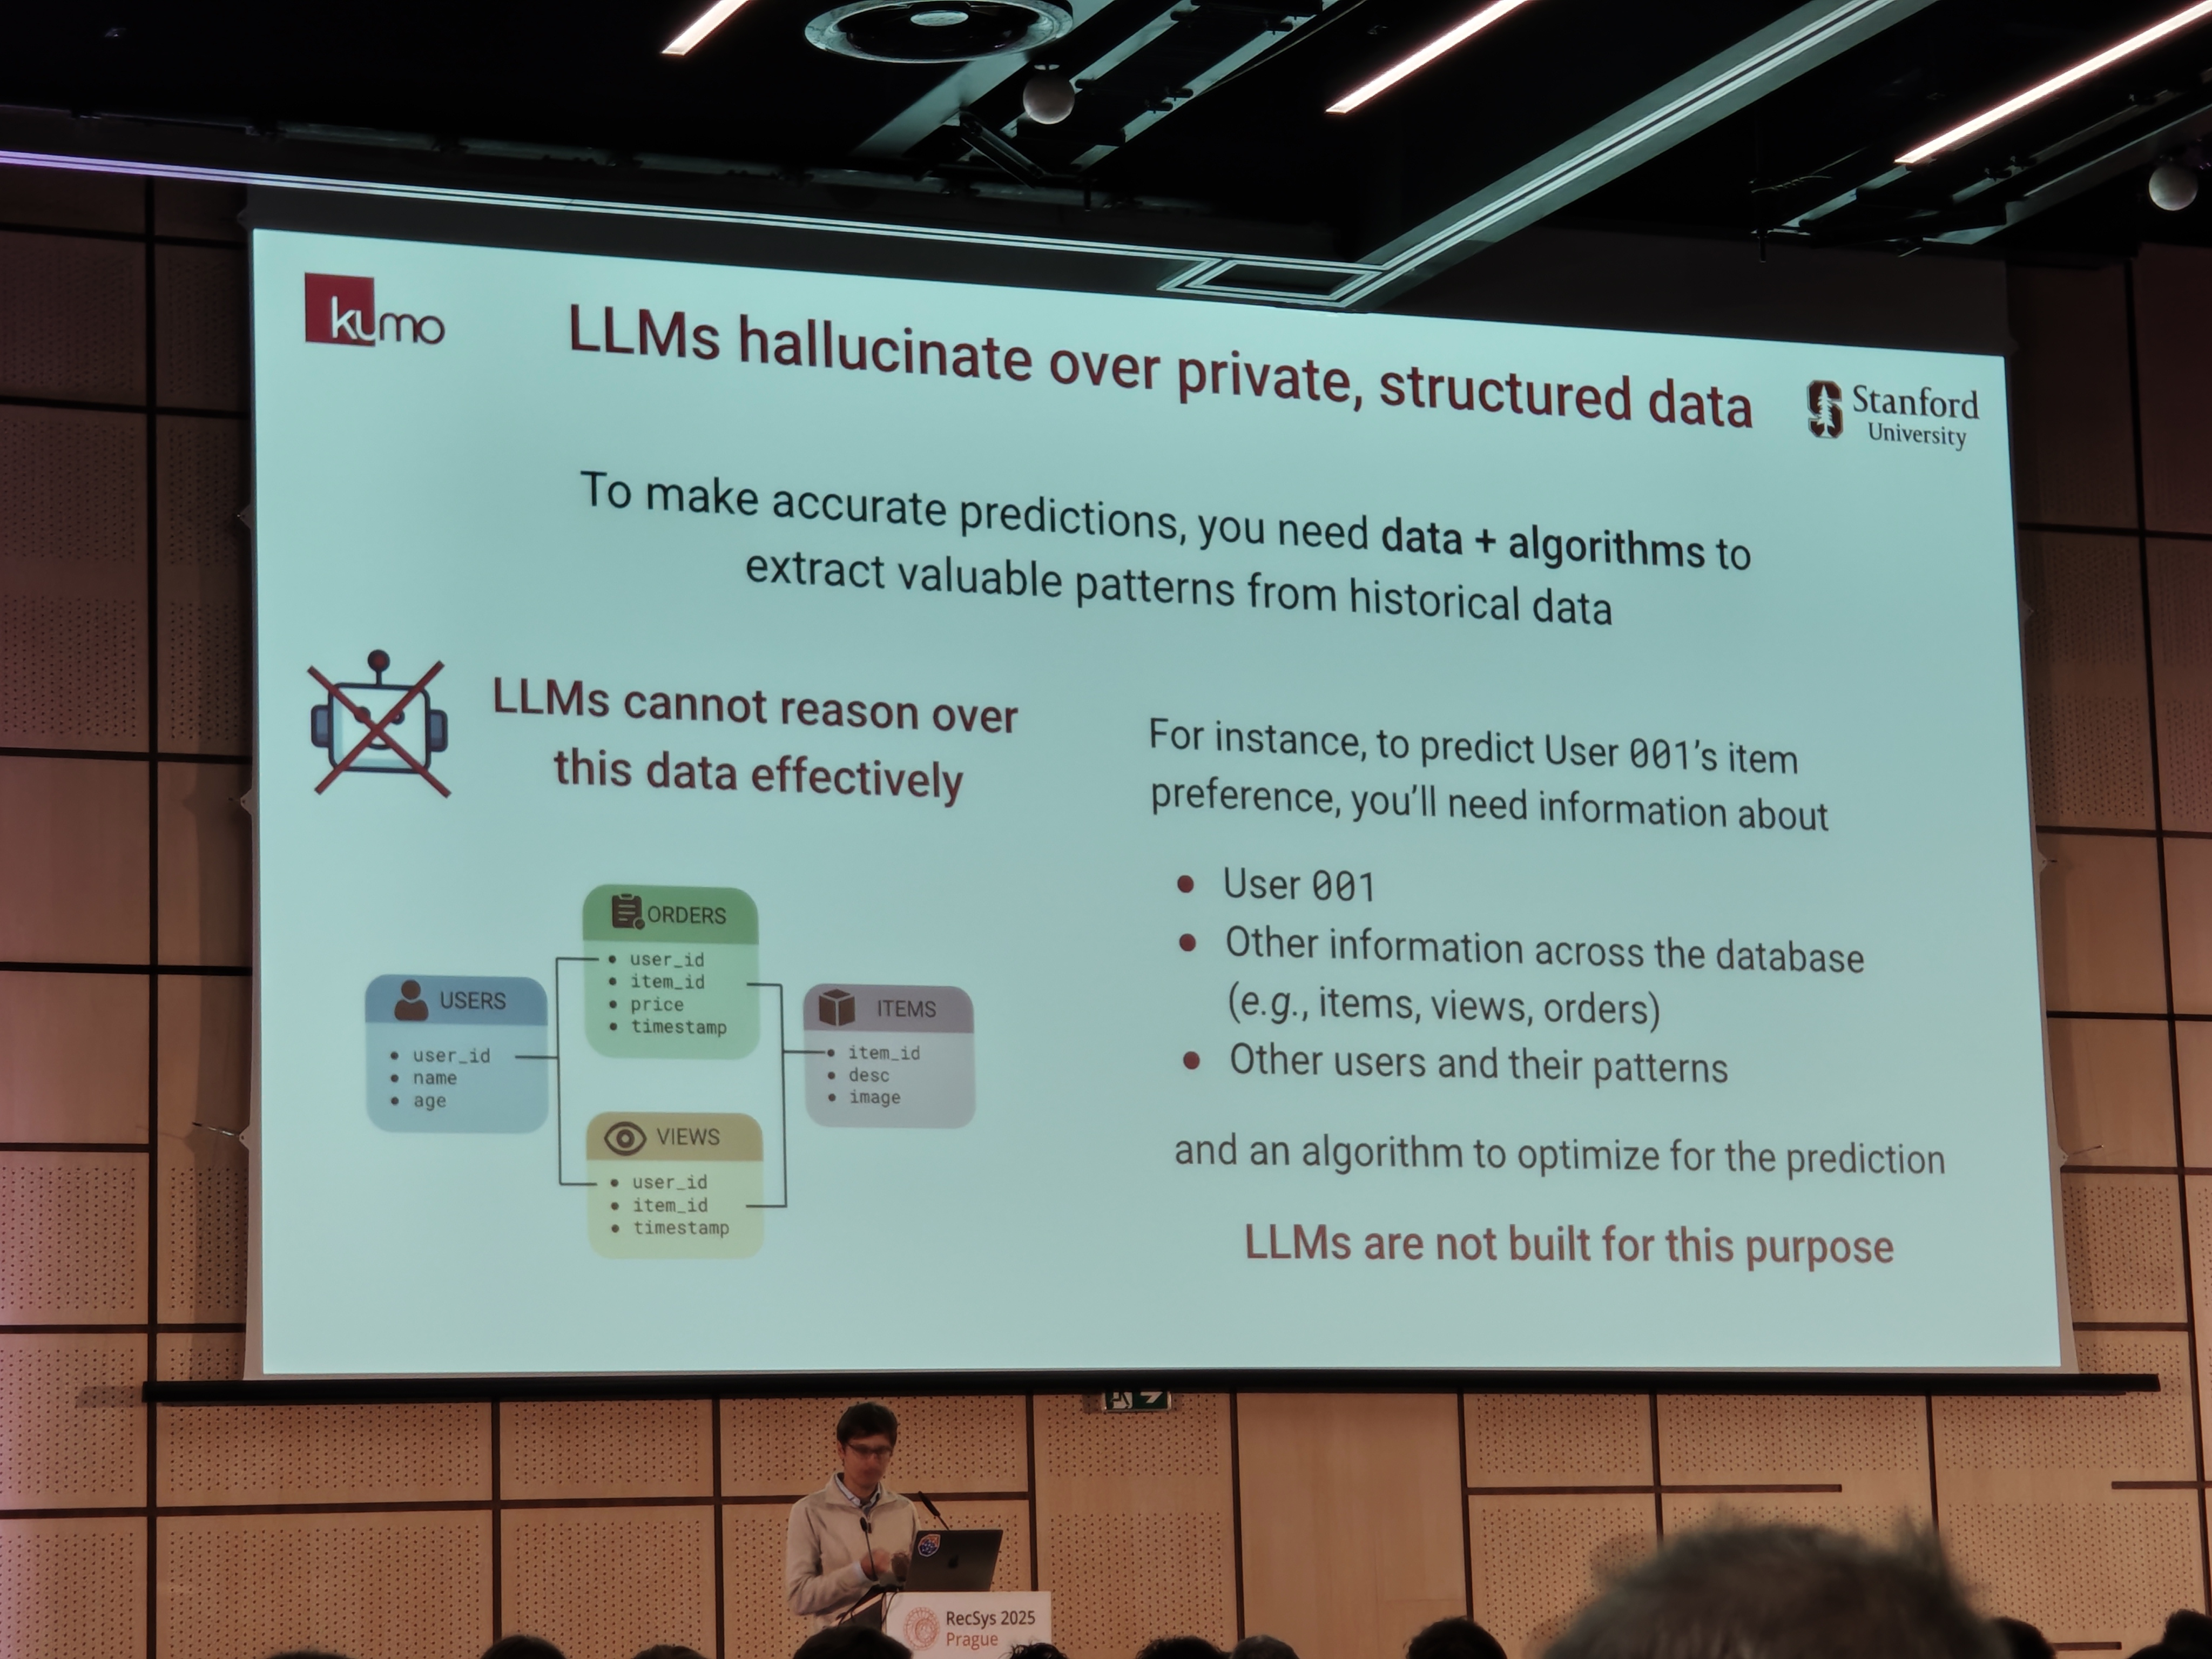 kumo
LLMs hallucinate over private, structured data
Stanford
University
To make accurate predictions, you need data + algorithms to
extract valuable patterns from historical data
LLMs cannot reason over
this data effectively
ORDERS
• user_id
• item_id
• price
• timestamp
USERS
• user_id
• name
• age
ITEMS
• item_id
• desc
• image
VIEWS
• user_id
• item_id
• timestamp
For instance, to predict User 001's item
preference, you'll need information about
• User 001
• Other information across the database
(e.g., items, views, orders)
• Other users and their patterns
and an algorithm to optimize for the prediction
LLMs are not built for this purpose
RecSys 2025
Prague